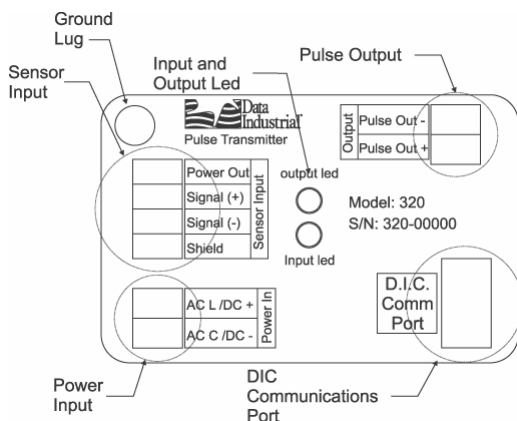 Ground
Lug
Sensor
Input
Input and
Output Led
Pulse Output
Data
Industrial®
Pulse Transmitter
Output
Pulse Out -
Pulse Out +
Power Out
Signal (+)
Signal (-)
Shield
Sensor Input
output led
Input led
Model: 320
S/N: 320-00000
AC L /DC +
AC C /DC -
Power In
D.I.C.
Comm
Port
Power
Input
DIC
Communications
Port